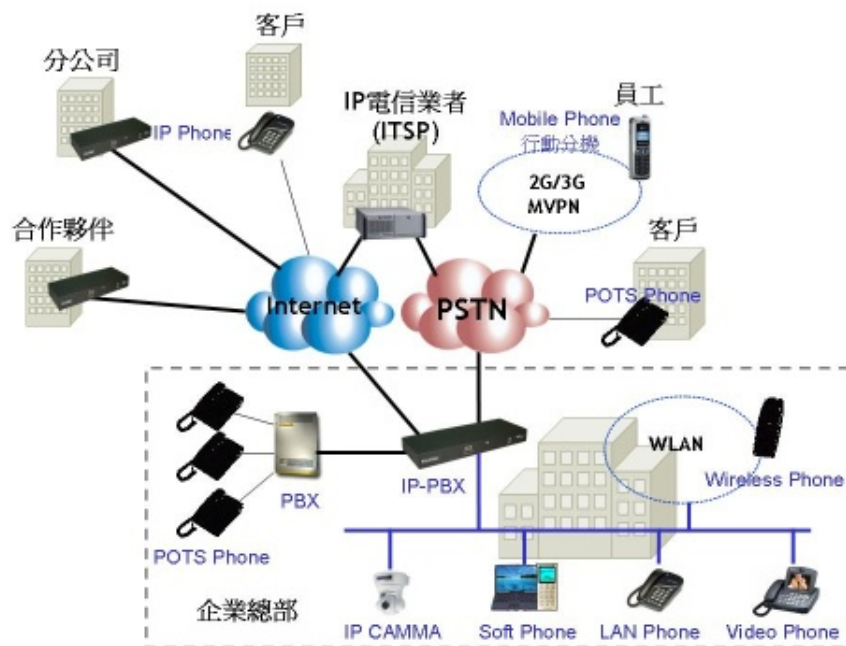 客戶
分公司
IP Phone
IP電信業者
(ITSP)
員工
Mobile Phone
行動分機
2G/3G
MVPN
合作夥伴
客戶
POTS Phone
Internet
PSTN
WLAN
Wireless Phone
PBX
IP-PBX
POTS Phone
企業總部
IP CAMMA
Soft Phone
LAN Phone
Video Phone